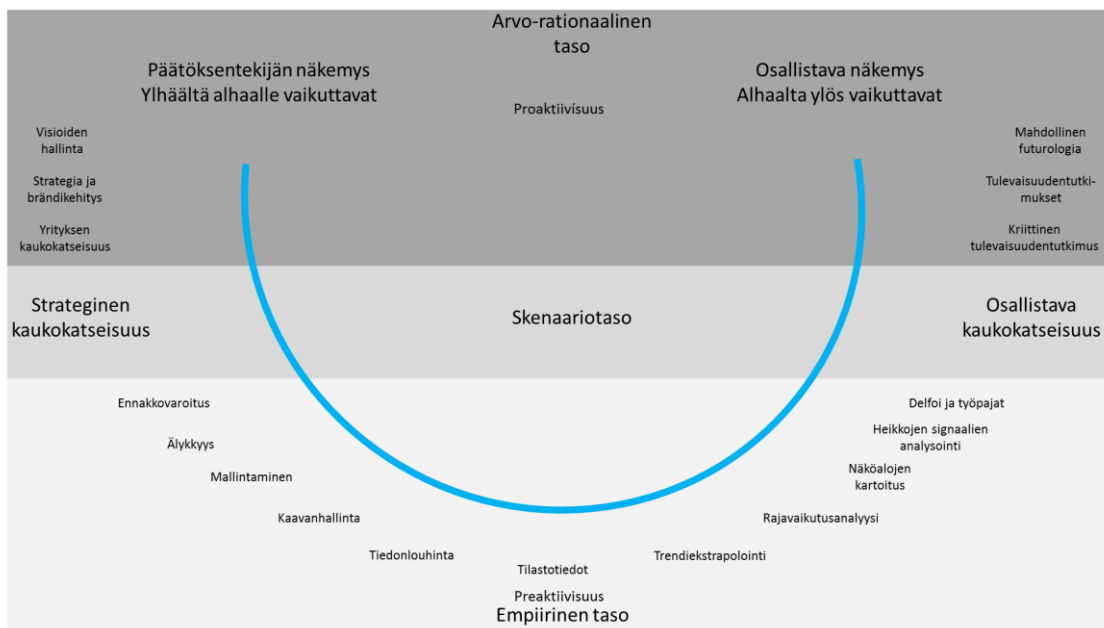 Arvo-rationaalinen
taso
Päätöksentekijän näkemys
Ylhäältä alhaalle vaikuttavat
Osallistava näkemys
Alhaalta ylös vaikuttavat
Proaktiivísuus
Visioiden
hallinta
Strategia ja
brändikehitys
Yrityksen
kaukokatseisuus
Mahdollinen
futurologia
Tulevaisuudentutki-
mukset
Kriittinen
tulevaisuudentutkimus
Strateginen
kaukokatseisuus
Skenaariotaso
Osallistava
kaukokatseisuus
Ennakkovaroitus
Älykkyys
Mallintaminen
Kaavanhallinta
Tiedonlouhinta
Tilastotiedot
Trendiekstrapolointi
Rajavaikutusanalyysi
Näköalojen
kartoitus
Heikkojen signaalien
analysointi
Delfoi ja työpajat
Preaktiivisuus
Empiirinen taso